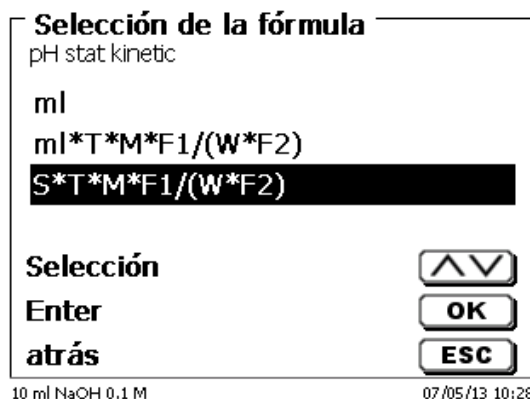 Selección de la fórmula
pH stat kinetic
ml
ml*T*M*F1/(W*F2)
S*T*M*F1/(W*F2)
Selección
Enter OK
atrás ESC
10 ml NaOH 0.1 M 07/05/13 10:28